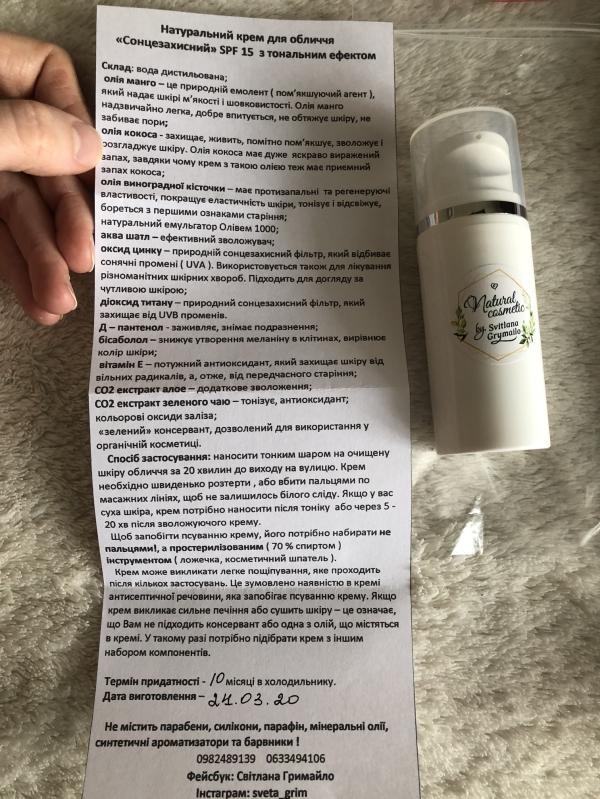 Натуральний крем для обличчя
«Сонцезахисний» SPF 15 з тональним ефектом
Склад: вода дистильована;
олія манго – це природній емолент ( пом'якшуючий агент ),
який надає шкірі м'якості і шовковистості. Олія манго
надзвичайно легка, добре впитується, не обтяжує шкіру, не
забиває пори;
олія кокоса - захищає, живить, помітно пом'якшує, зволожує і
розгладжує шкіру. Олія кокоса має дуже яскраво виражений
запах, завдяки чому крем з такою олією теж має приємний
запах кокоса;
олія виноградної кісточки – має протизапальні та регенеруючі
властивості, покращує еластичність шкіри, тонізує і відсвіжує,
бореться з першими ознаками старіння;
натуральний емульгатор Олівем 1000;
аква шатл – ефективний зволожувач;
оксид цинку – природній сонцезахисний фільтр, який відбиває
сонячні промені ( UVA ). Використовується також для лікування
різноманітних шкірних хвороб. Підходить для догляду за
чутливою шкірою;
діоксид титану – природний сонцезахисний фільтр, який
захищає від UVB променів.
Д – пантенол - заживляє, знімає подразнення;
бісаболол – знижує утворення меланіну в клітинах, вирівнює
колір шкіри;
вітамін Е – потужний антиоксидант, який захищає шкіру від
вільних радикалів, а, отже, від передчасного старіння;
СО2 екстракт алое – додаткове зволоження;
СО2 екстракт зеленого чаю – тонізує, антиоксидант;
кольорові оксиди заліза;
«зелений» консервант, дозволений для використання у
органічній косметиці.
Спосіб застосування: наносити тонким шаром на очищену
шкіру обличчя за 20 хвилин до виходу на вулицю. Крем
необхідно швиденько розтерти , або вбити пальцями по
масажних лініях, щоб не залишилось білого сліду. Якщо у вас
суха шкіра, крем потрібно наносити після тоніку або через 5 -
20 хв після зволожуючого крему.
Щоб запобігти псуванню крему, його потрібно набирати не
пальцями!, а простерилізованим ( 70 % спиртом )
інструментом ( ложечка, косметичний шпатель ).
Крем може викликати легке пощіпування, яке проходить
після кількох застосувань. Це зумовлено наявністю в кремі
антисептичної речовини, яка запобігає псуванню крему. Якщо
крем викликає сильне печіння або сушить шкіру – це означає,
що Вам не підходить консервант або одна з олій, що містяться
в кремі. У такому разі потрібно підібрати крем з іншим
набором компонентів.
Термін придатності - 10 місяці в холодильнику.
Дата виготовлення – 24.03.20
Не містить парабени, силікони, парафін, мінеральні олії,
синтетичні ароматизатори та барвники !
0982489139 0633494106
Фейсбук: Світлана Гримайло
Інстаграм: sveta_grim
Natural
cosmetic
by. Svitlana
Grymailo